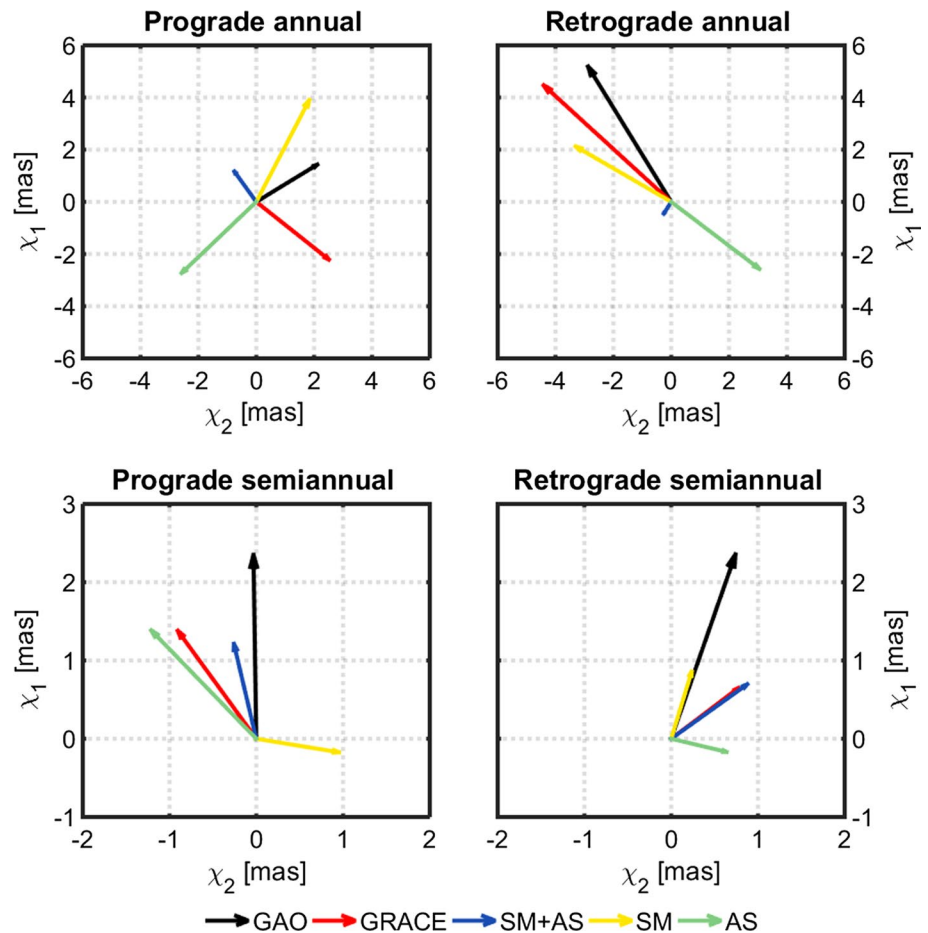 Prograde annual
Retrograde annual
6
4
2
0
-2
-4
-6
χ1 [mas]
-6 -4 -2 0 2 4 6
χ2 [mas]
6
4
2
0
-2
-4
-6
χ1 [mas]
-6 -4 -2 0 2 4 6
χ2 [mas]
Prograde semiannual
Retrograde semiannual
3
2
1
0
-1
χ1 [mas]
-2 -1 0 1 2
χ2 [mas]
3
2
1
0
-1
χ1 [mas]
-2 -1 0 1 2
χ2 [mas]
GAO GRACE SM+AS SM AS